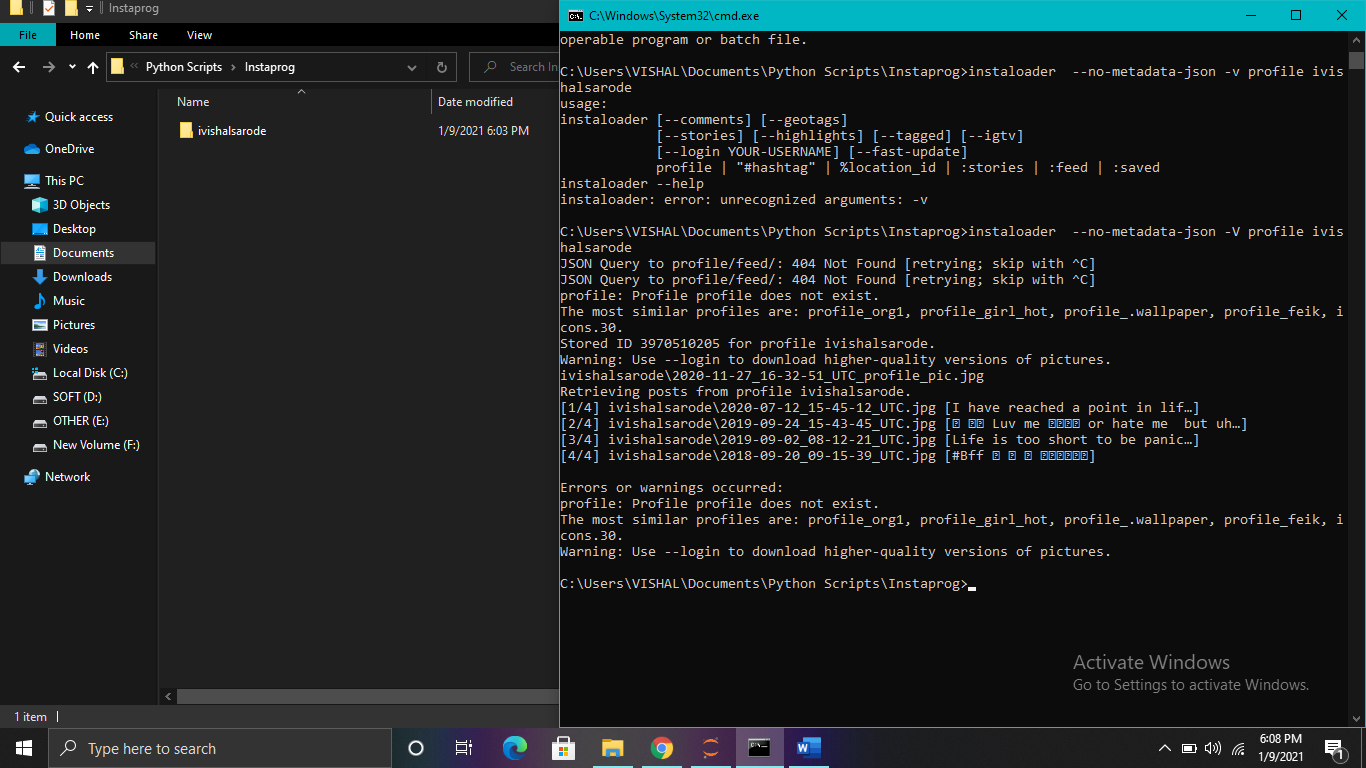 Instaprog
File
Home
Share
View
Python Scripts
Instaprog
Search In
Quick access
OneDrive
This PC
3D Objects
Desktop
Documents
Downloads
Music
Pictures
Videos
Local Disk (C:)
SOFT (D:)
OTHER (E:)
New Volume (F:)
Network
Name
Date modified
ivishalsarode
1/9/2021 6:03 PM
1 item
C:\Windows\System32\cmd.exe
operable program or batch file.
C:\Users\VISHAL\Documents\Python Scripts\Instaprog>instaloader  --no-metadata-json -v profile ivis
halsarode
usage:
instaloader [--comments] [--geotags]
[--stories] [--highlights] [--tagged] [--igtv]
[--login YOUR-USERNAME] [--fast-update]
profile | "#hashtag" | %location_id | :stories | :feed | :saved
instaloader --help
instaloader: error: unrecognized arguments: -v
C:\Users\VISHAL\Documents\Python Scripts\Instaprog>instaloader  --no-metadata-json -V profile ivis
halsarode
JSON Query to profile/feed/: 404 Not Found [retrying; skip with ^C]
JSON Query to profile/feed/: 404 Not Found [retrying; skip with ^C]
profile: Profile profile does not exist.
The most similar profiles are: profile_org1, profile_girl_hot, profile_.wallpaper, profile_feik, i
cons.30.
Stored ID 3970510205 for profile ivishalsarode.
Warning: Use --login to download higher-quality versions of pictures.
ivishalsarode\2020-11-27_16-32-51_UTC_profile_pic.jpg
Retrieving posts from profile ivishalsarode.
[1/4] ivishalsarode\2020-07-12_15-45-12_UTC.jpg [I have reached a point in lif…]
[2/4] ivishalsarode\2019-09-24_15-43-45_UTC.jpg [⍰ ⍰⍰ Luv me ⍰⍰⍰⍰ or hate me  but uh…]
[3/4] ivishalsarode\2019-09-02_08-12-21_UTC.jpg [Life is too short to be panic…]
[4/4] ivishalsarode\2018-09-20_09-15-39_UTC.jpg [#Bff ⍰ ⍰ ⍰ ⍰⍰⍰⍰⍰⍰]
Errors or warnings occurred:
profile: Profile profile does not exist.
The most similar profiles are: profile_org1, profile_girl_hot, profile_.wallpaper, profile_feik, i
cons.30.
Warning: Use --login to download higher-quality versions of pictures.
C:\Users\VISHAL\Documents\Python Scripts\Instaprog>
Activate Windows
Go to Settings to activate Windows.
Type here to search
6:08 PM
1/9/2021
1